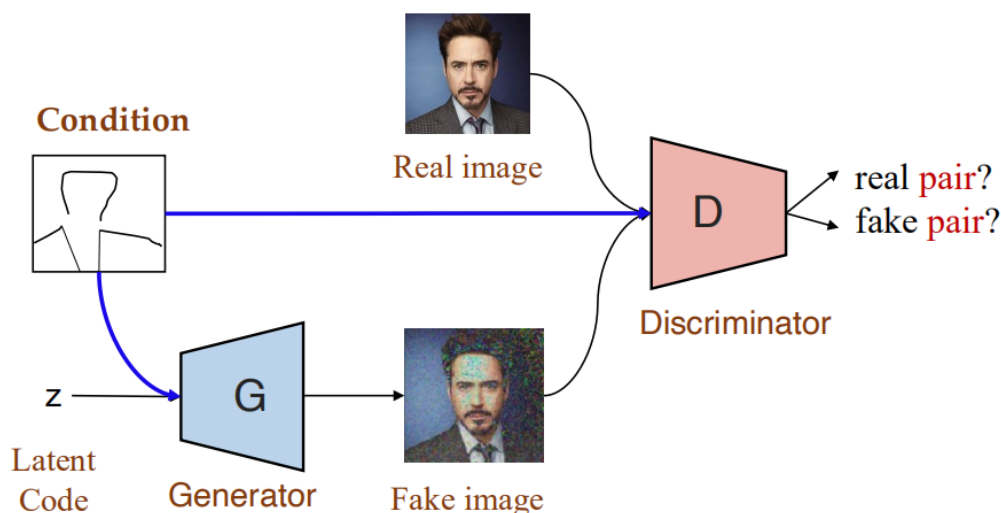 Condition
Real image
D
real pair?
fake pair?
Discriminator
z
G
Latent
Code
Generator
Fake image